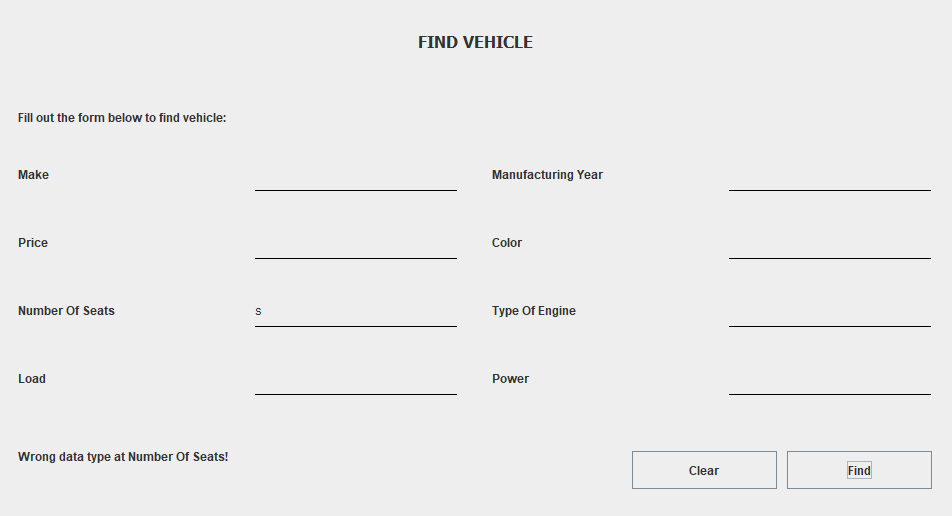 FIND VEHICLE
Fill out the form below to find vehicle:
Make
Manufacturing Year
Price
Color
Number Of Seats
s
Type Of Engine
Load
Power
Wrong data type at Number Of Seats!
Clear
Find